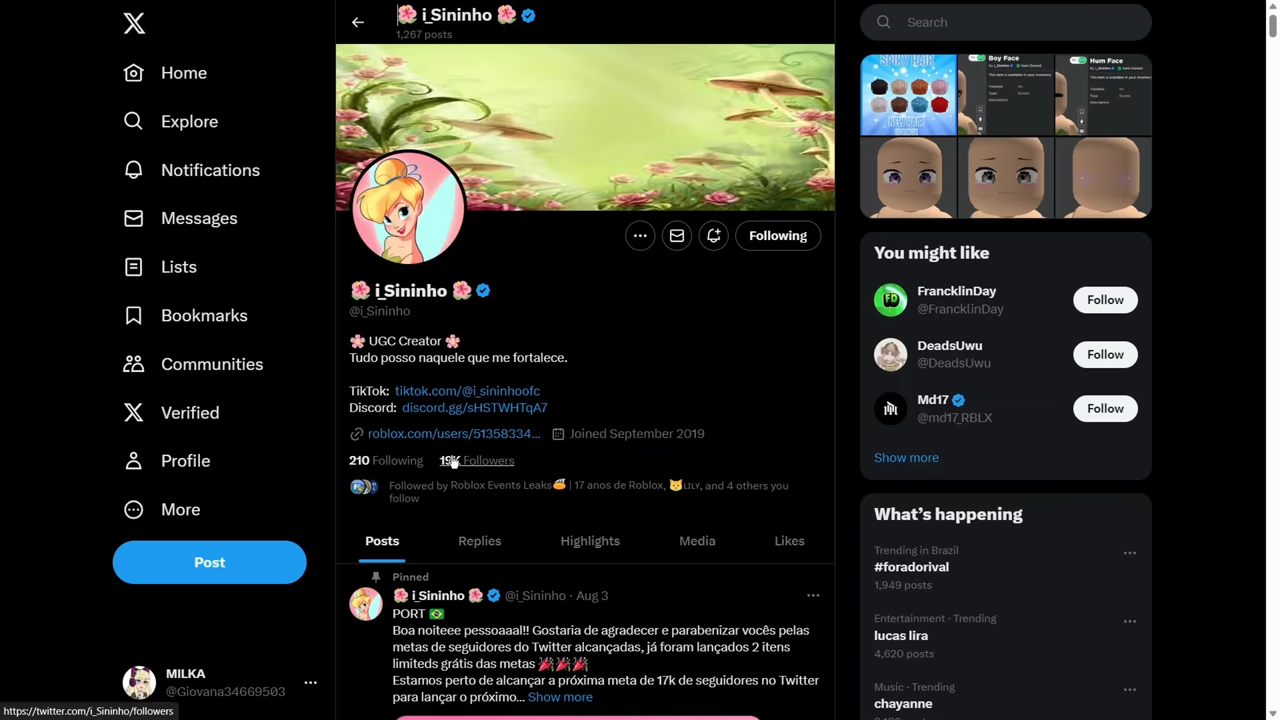 🌺 i_Sininho 🌺
1,267 posts
Search
Home
Explore
Notifications
Messages
Lists
Bookmarks
Communities
Verified
Profile
More
Post
MILKA
@Giovana34669503
https://twitter.com/i_Sininho/followers
Following
🌺 i_Sininho 🌺
@i_Sininho
🌸 UGC Creator 🌸
Tudo posso naquele que me fortalece.
TikTok: tiktok.com/@i_sininhoofc
Discord: discord.gg/sHSTWHTqA7
roblox.com/users/51358334... Joined September 2019
210 Following 19K Followers
Followed by Roblox Events Leaks | 17 anos de Roblox, 🐱ʟɪʟʏ, and 4 others you
follow
Posts Replies Highlights Media Likes
Pinned
🌺 i_Sininho 🌺 @i_Sininho · Aug 3
PORT 🇧🇷
Boa noiteee pessoaaal!! Gostaria de agradecer e parabenizar vocês pelas
metas de seguidores do Twitter alcançadas, já foram lançados 2 itens
limiteds grátis das metas 🎉🎉🎉
Estamos perto de alcançar a próxima meta de 17k de seguidores no Twitter
para lançar o próximo... Show more
SPIKY HAIR
NEW HAIR
Boy Face
Hum Face
You might like
FrancklinDay
@FrancklinDay
Follow
DeadsUwu
@DeadsUwu
Follow
Md17
@md17_RBLX
Follow
Show more
What's happening
Trending in Brazil
#foradorival
1,949 posts
Entertainment · Trending
lucas lira
4,620 posts
Music · Trending
chayanne